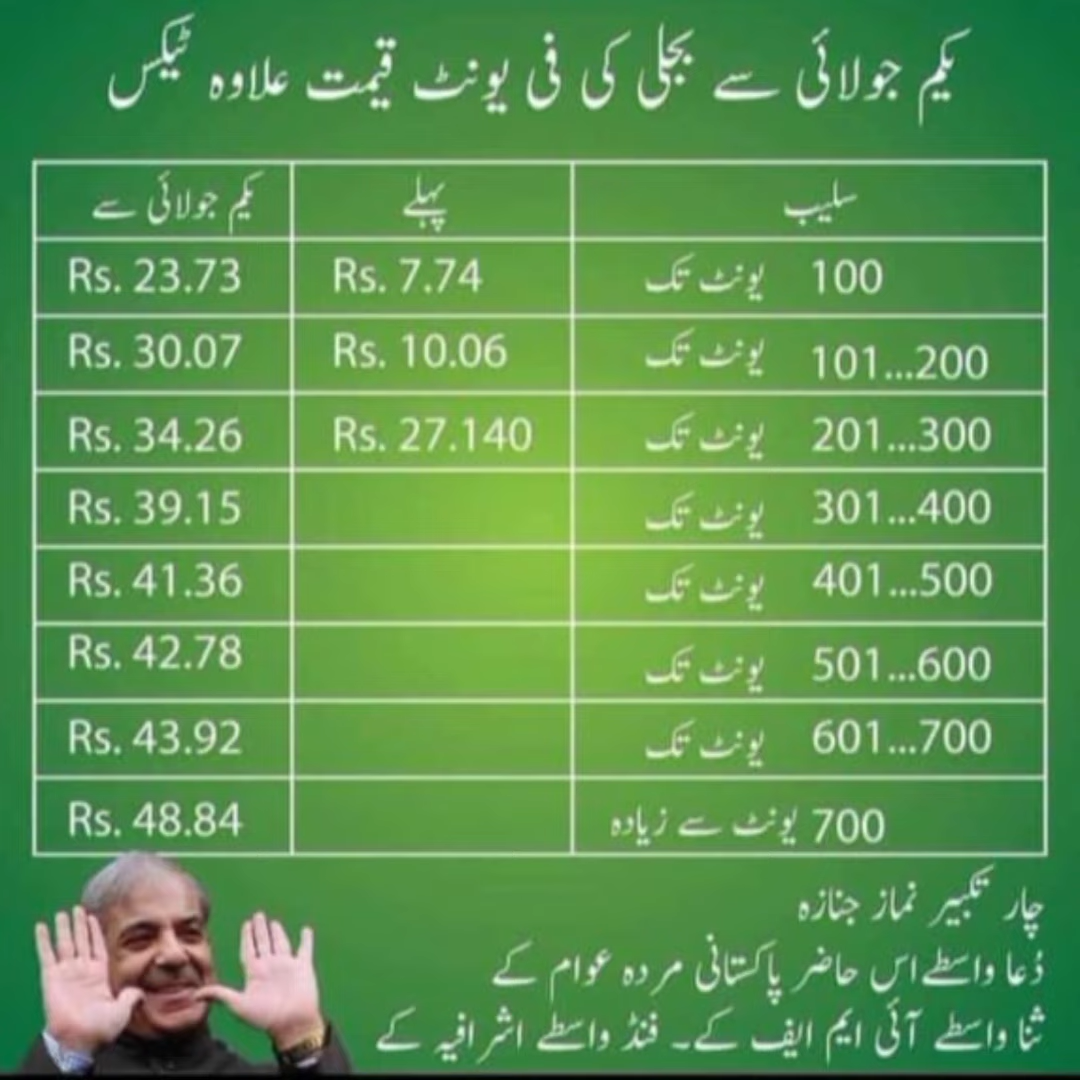 یکم جولائی سے بجلی کی فی یونٹ قیمت علاوہ ٹیکس
سلیب پہلے یکم جولائی سے
100 یونٹ تک Rs. 7.74 Rs. 23.73
101...200 یونٹ تک Rs. 10.06 Rs. 30.07
201...300 یونٹ تک Rs. 27.140 Rs. 34.26
301...400 یونٹ تک Rs. 39.15
401...500 یونٹ تک Rs. 41.36
501...600 یونٹ تک Rs. 42.78
601...700 یونٹ تک Rs. 43.92
700 یونٹ سے زیادہ Rs. 48.84
چار تکبیر نماز جنازہ
دُعا واسطے اس حاضر پاکستانی مردہ عوام کے
ثنا واسطے آئی ایم ایف کے۔ فنڈ واسطے اشرافیہ کے